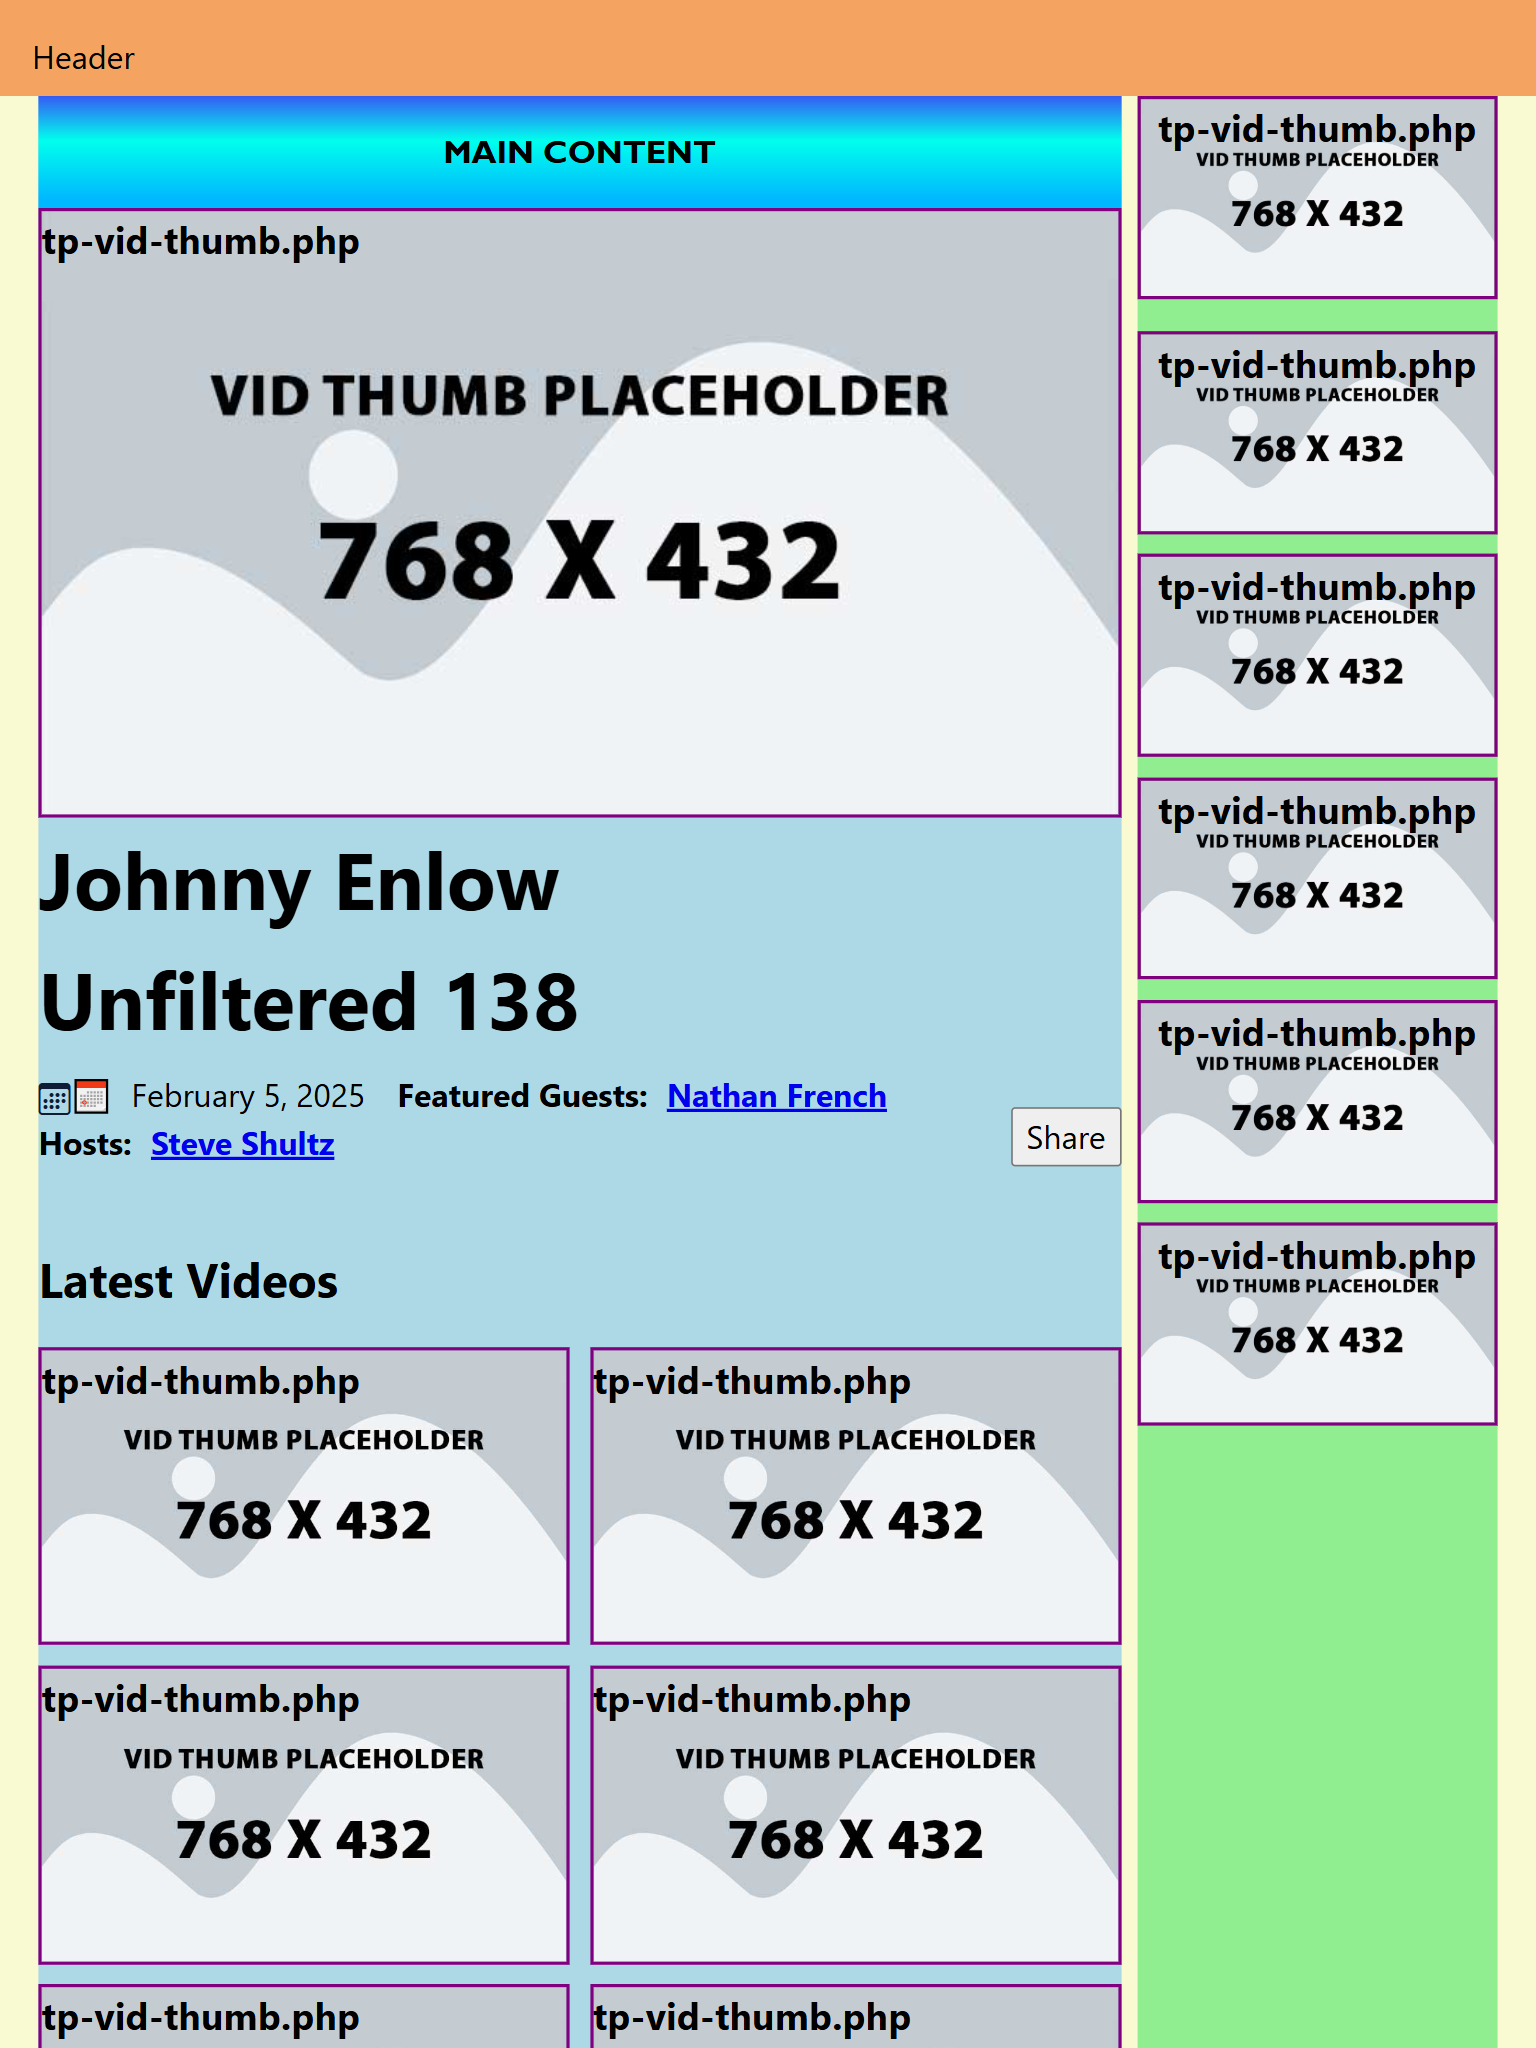 Header
MAIN CONTENT
tp-vid-thumb.php
VID THUMB PLACEHOLDER
768 X 432
Johnny Enlow
Unfiltered 138
February 5, 2025 Featured Guests: Nathan French
Hosts: Steve Shultz
Share
Latest Videos
tp-vid-thumb.php
VID THUMB PLACEHOLDER
768 X 432
tp-vid-thumb.php
VID THUMB PLACEHOLDER
768 X 432
tp-vid-thumb.php
VID THUMB PLACEHOLDER
768 X 432
tp-vid-thumb.php
VID THUMB PLACEHOLDER
768 X 432
tp-vid-thumb.php
tp-vid-thumb.php
tp-vid-thumb.php
VID THUMB PLACEHOLDER
768 X 432
tp-vid-thumb.php
VID THUMB PLACEHOLDER
768 X 432
tp-vid-thumb.php
VID THUMB PLACEHOLDER
768 X 432
tp-vid-thumb.php
VID THUMB PLACEHOLDER
768 X 432
tp-vid-thumb.php
VID THUMB PLACEHOLDER
768 X 432
tp-vid-thumb.php
VID THUMB PLACEHOLDER
768 X 432